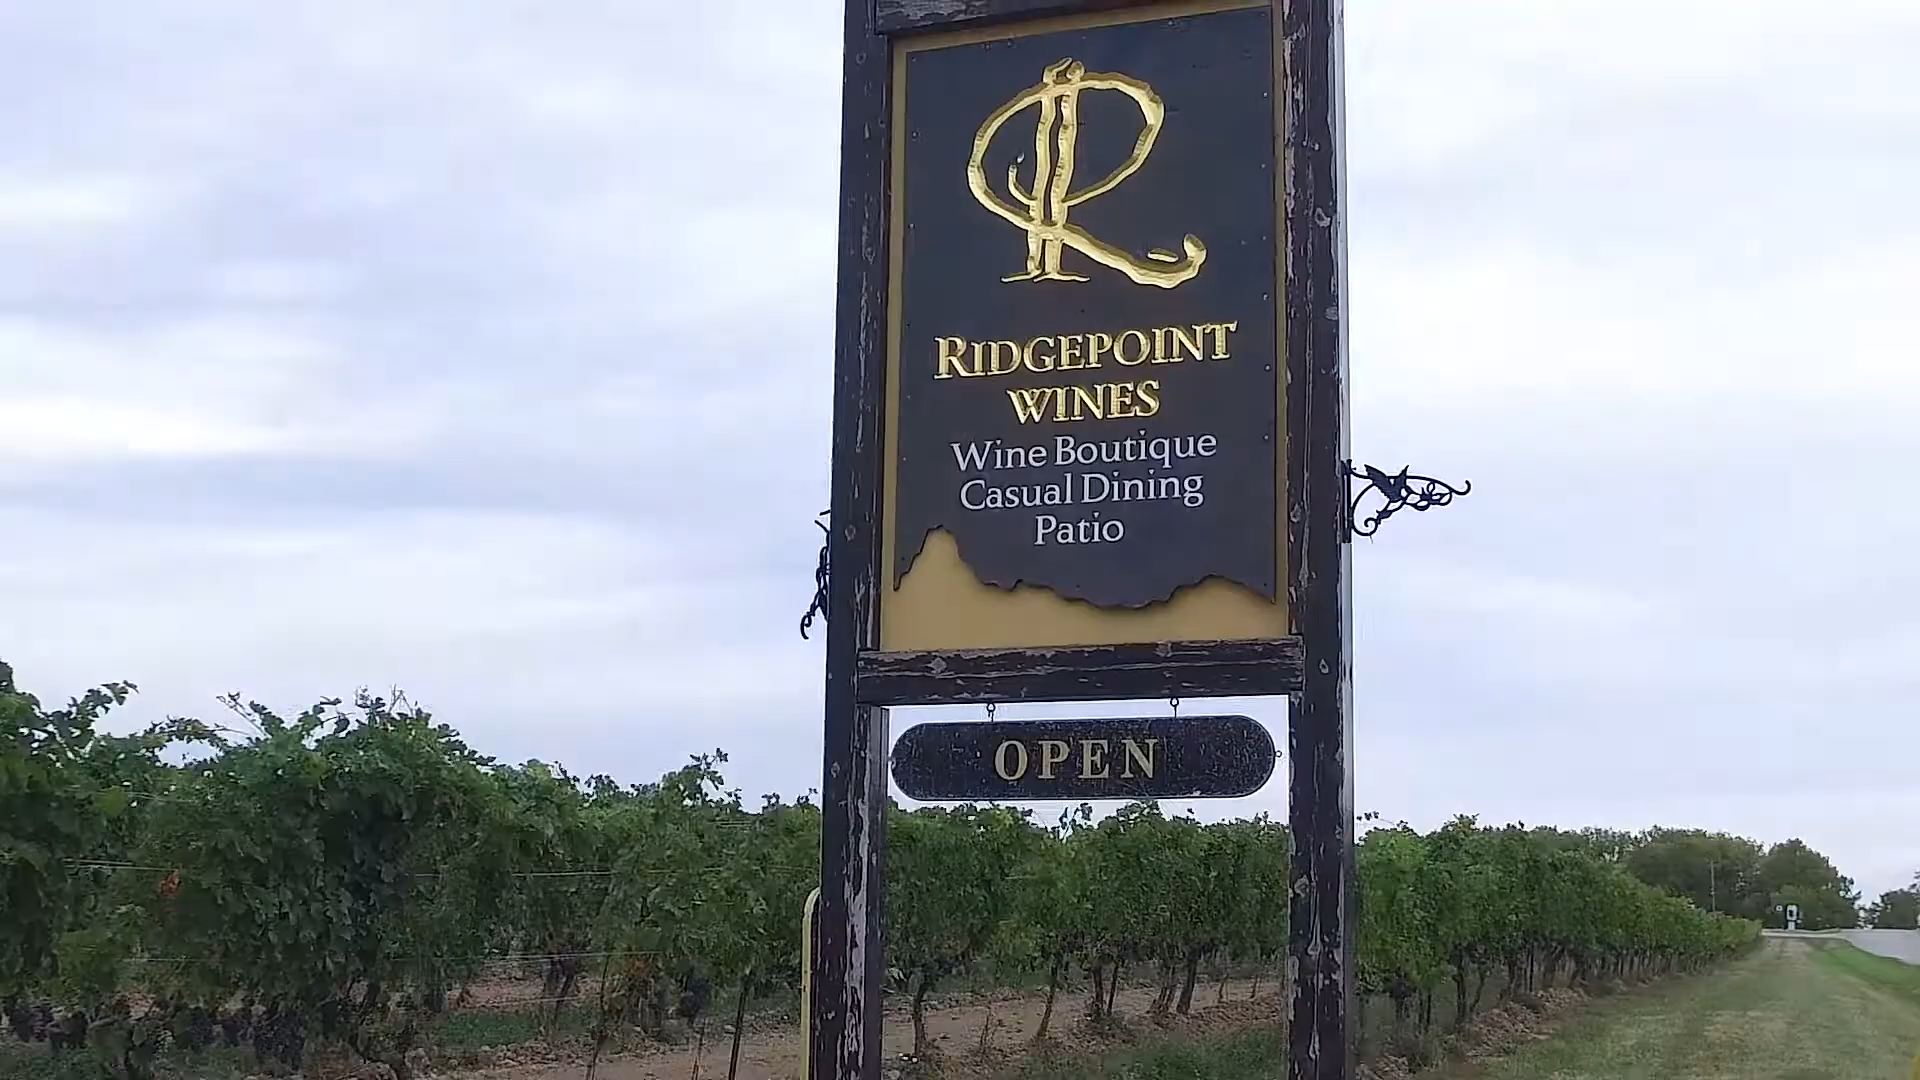 R
RIDGEPOINT
WINES
Wine Boutique
Casual Dining
Patio
OPEN